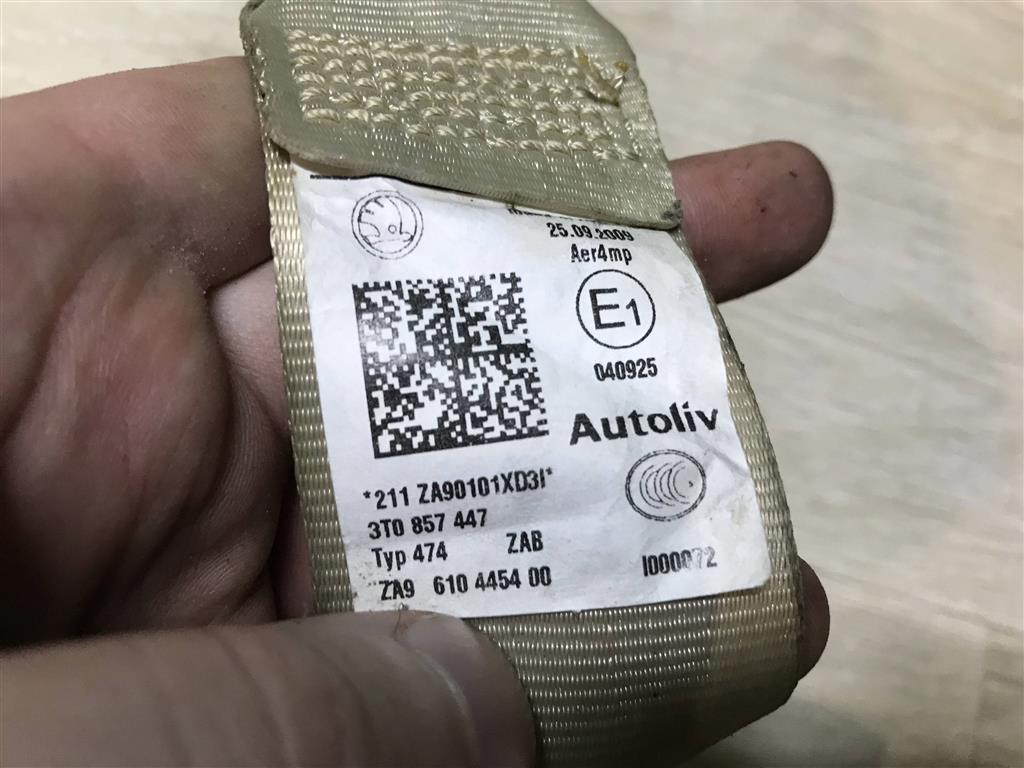 25.09.2009
Aer4mp
E1
040925
Autoliv
*211 ZA90101XD3I*
3T0 857 447
Typ 474 ZAB
ZA9 610 4454 00